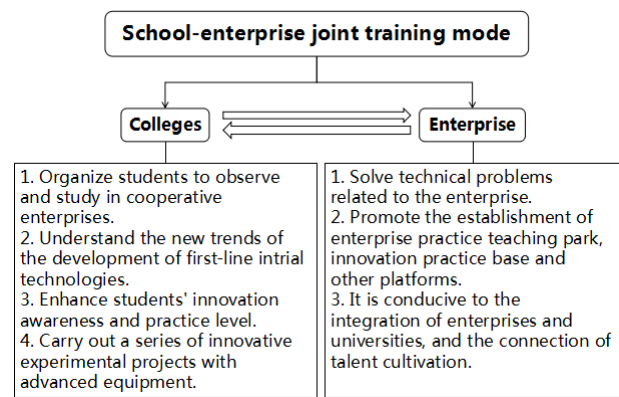 School-enterprise joint training mode
Colleges
Enterprise
1. Organize students to observe
and study in cooperative
enterprises.
2. Understand the new trends of
the development of first-line intrial
technologies.
3. Enhance students' innovation
awareness and practice level.
4. Carry out a series of innovative
experimental projects with
advanced equipment.
1. Solve technical problems
related to the enterprise.
2. Promote the establishment of
enterprise practice teaching park,
innovation practice base and
other platforms.
3. It is conducive to the
integration of enterprises and
universities, and the connection of
talent cultivation.